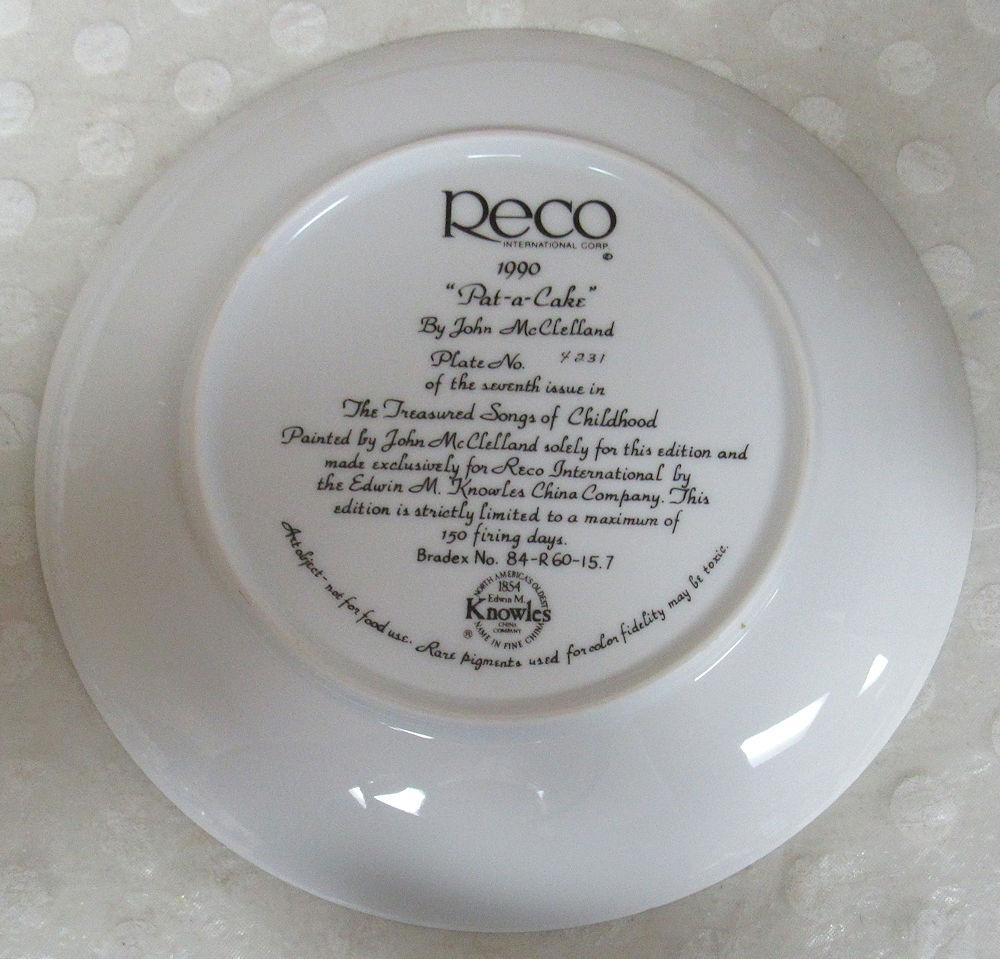 Reco
INTERNATIONAL CORP.
©
1990
"Pat-a-Cake"
By John McClelland
Plate No. 4231
of the seventh issue in
The Treasured Songs of Childhood
Painted by John McClelland solely for this edition and
made exclusively for Reco International by
the Edwin M. Knowles China Company. This
edition is strictly limited to a maximum of
150 firing days.
Bradex No. 84-R60-15.7
NORTH AMERICA'S OLDEST
1854
Edwin M.
Knowles
CHINA
COMPANY
®
NAME IN FINE CHINA
Art object - not for food use. Rare pigments used for color fidelity may be toxic.